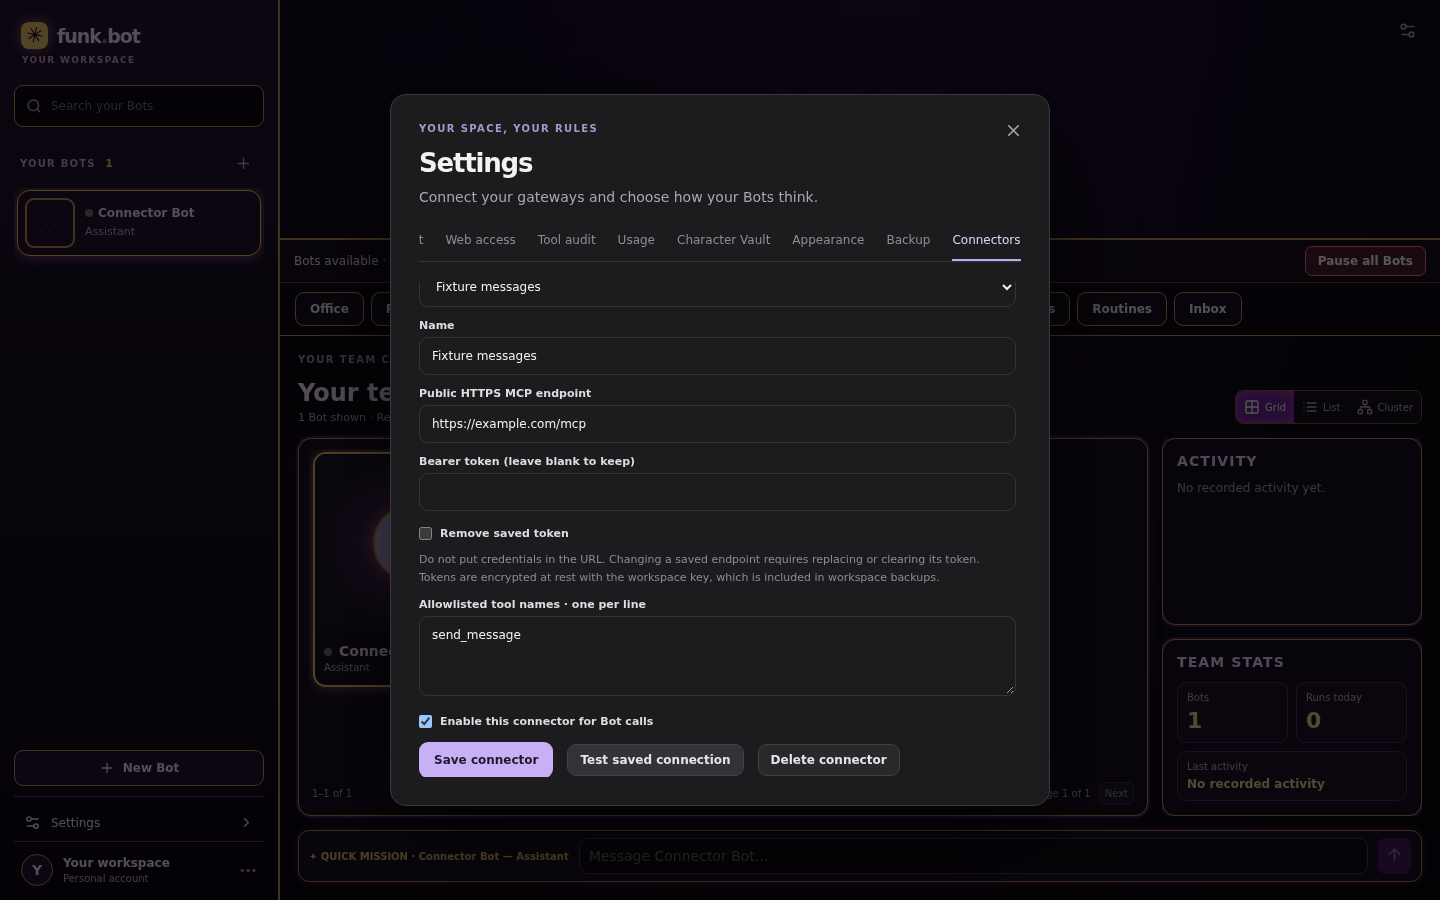 funk.bot
YOUR WORKSPACE
Search your Bots
YOUR BOTS 1
Connector Bot
Assistant
New Bot
Settings
Y
Your workspace
Personal account
Bots available ·
Pause all Bots
Office
Routines
Inbox
YOUR TEAM C
Your te
1 Bot shown · Re
Grid
List
Cluster
Conne
Assistant
1–1 of 1
ge 1 of 1
Next
ACTIVITY
No recorded activity yet.
TEAM STATS
Bots
1
Runs today
0
Last activity
No recorded activity
✦ QUICK MISSION · Connector Bot — Assistant
Message Connector Bot...
YOUR SPACE, YOUR RULES
Settings
Connect your gateways and choose how your Bots think.
t Web access Tool audit Usage Character Vault Appearance Backup Connectors
Fixture messages
Name
Fixture messages
Public HTTPS MCP endpoint
https://example.com/mcp
Bearer token (leave blank to keep)
Remove saved token
Do not put credentials in the URL. Changing a saved endpoint requires replacing or clearing its token.
Tokens are encrypted at rest with the workspace key, which is included in workspace backups.
Allowlisted tool names · one per line
send_message
Enable this connector for Bot calls
Save connector
Test saved connection
Delete connector